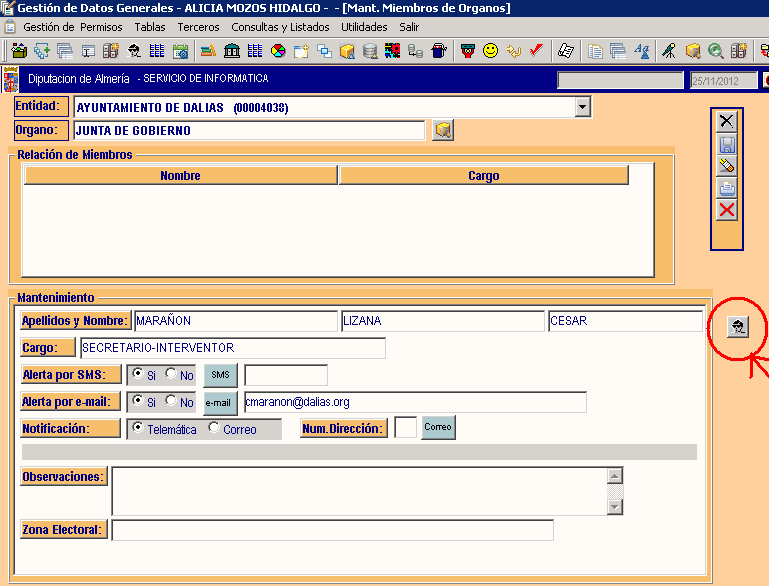 Gestión de Datos Generales - ALICIA MOZOS HIDALGO - - [Mant. Miembros de Organos]
Gestión de Permisos Tablas Terceros Consultas y Listados Utilidades Salir
Diputacion de Almería - SERVICIO DE INFORMATICA 25/11/2012
Entidad: AYUNTAMIENTO DE DALIAS (00004038)
Organo: JUNTA DE GOBIERNO
Relación de Miembros
Nombre Cargo
Mantenimiento
Apellidos y Nombre: MARAÑON LIZANA CESAR
Cargo: SECRETARIO-INTERVENTOR
Alerta por SMS: Si No SMS
Alerta por e-mail: Si No e-mail cmaranon@dalias.org
Notificación: Telemática Correo Num.Dirección: Correo
Observaciones:
Zona Electoral: